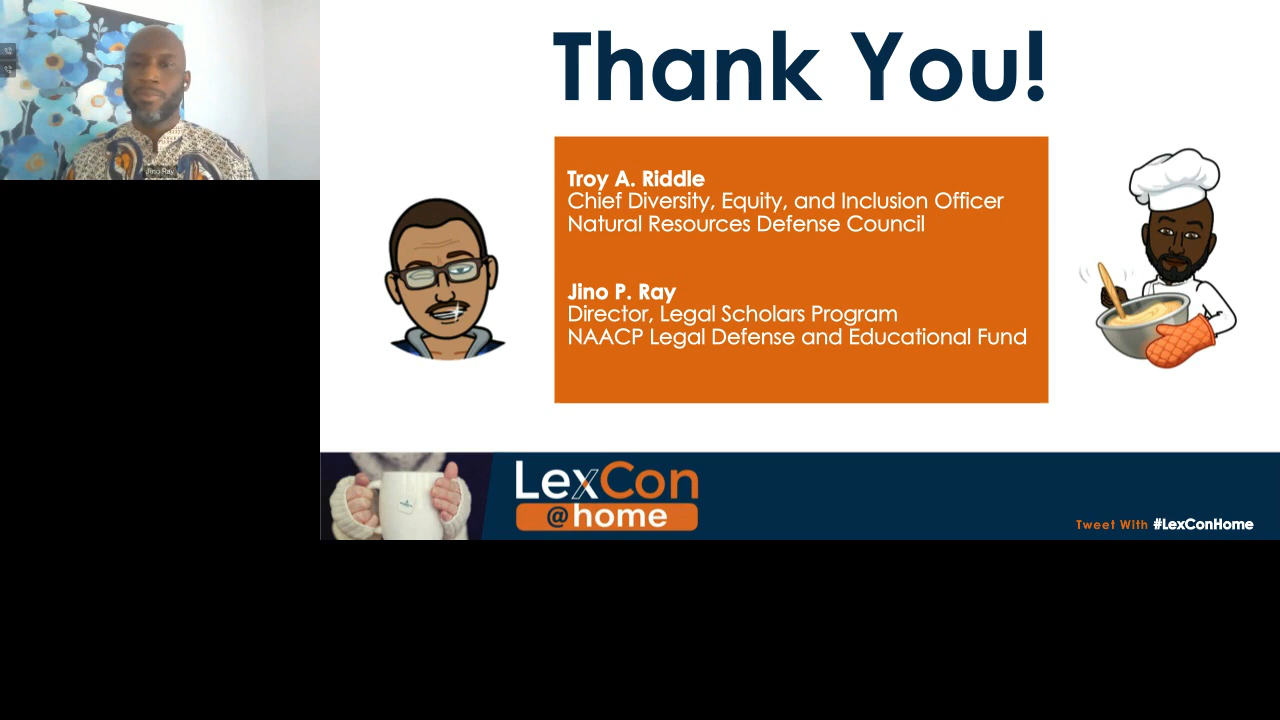 Jino Ray
Thank You!
Troy A. Riddle
Chief Diversity, Equity, and Inclusion Officer
Natural Resources Defense Council
Jino P. Ray
Director, Legal Scholars Program
NAACP Legal Defense and Educational Fund
LexCon
@home
Tweet With #LexConHome